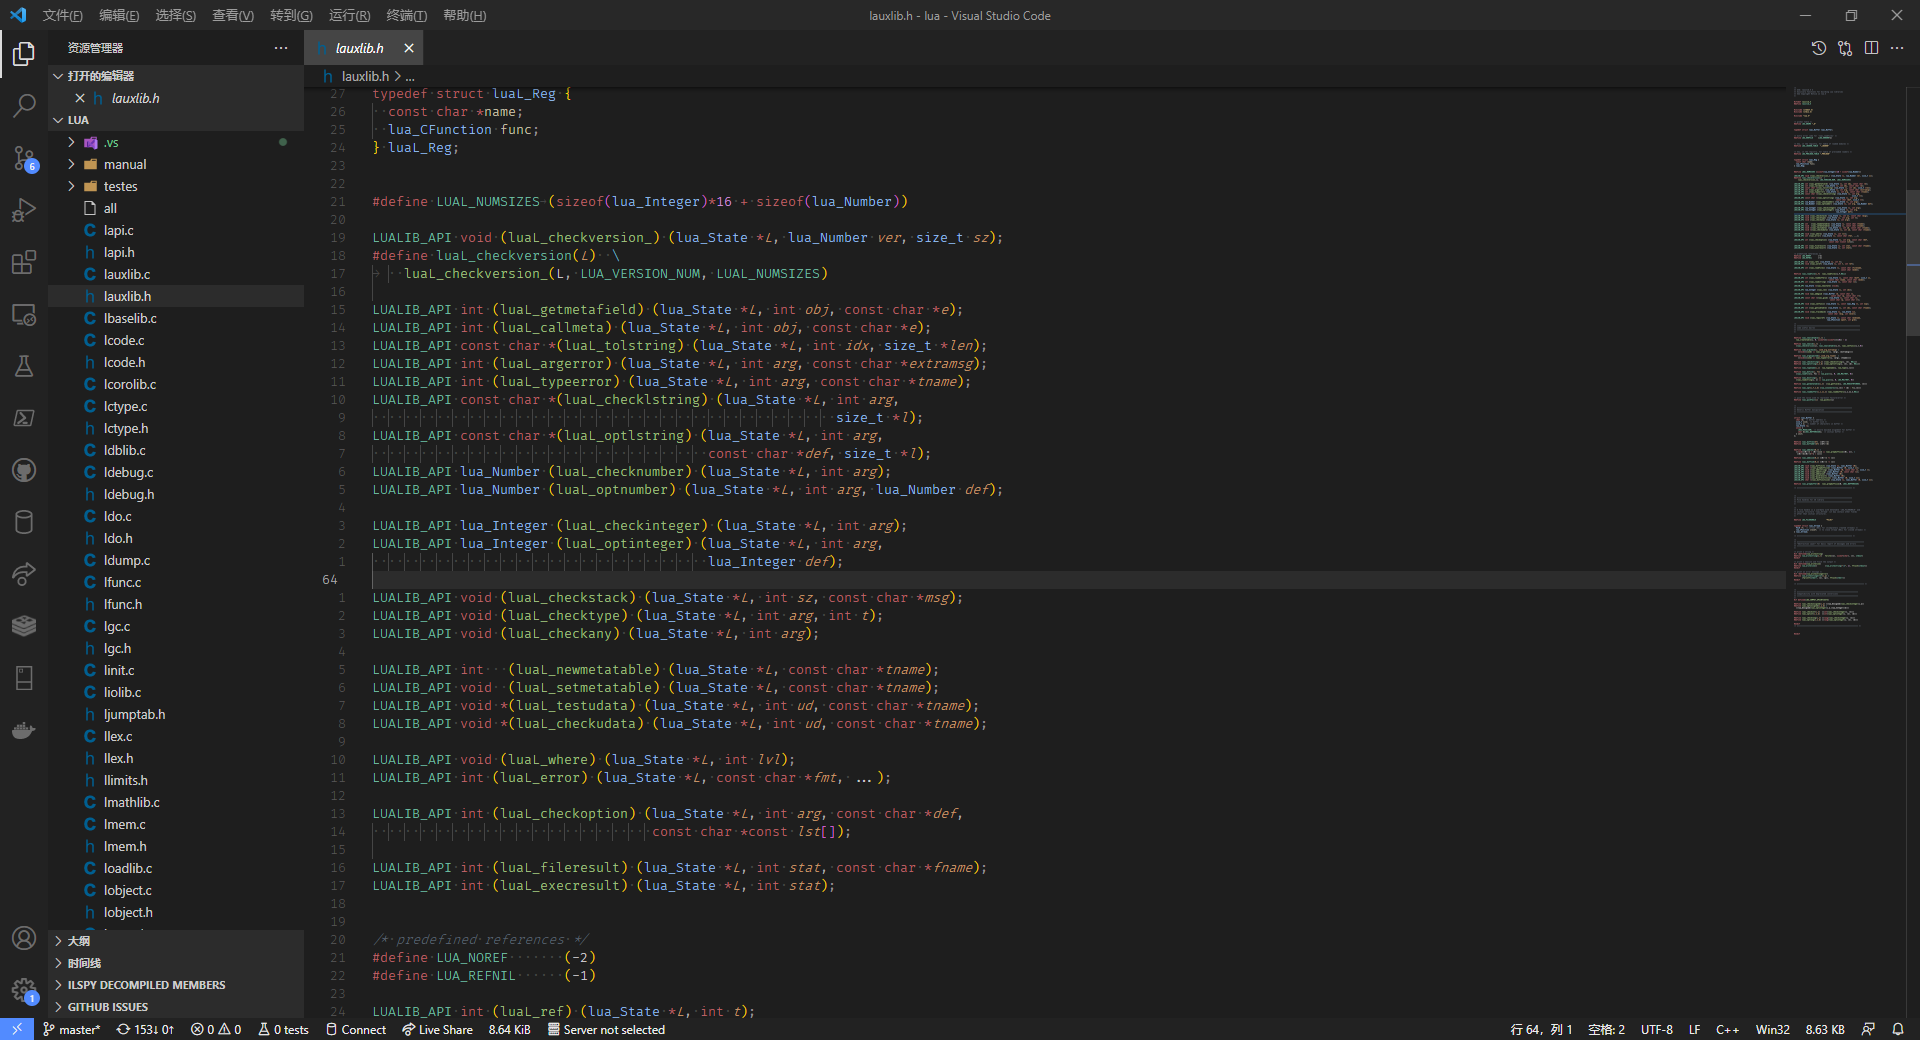 文件(F) 编辑(E) 选择(S) 查看(V) 转到(G) 运行(R) 终端(T) 帮助(H)
lauxlib.h - lua - Visual Studio Code
资源管理器
打开的编辑器
lauxlib.h
LUA
.vs
manual
testes
all
lapi.c
lapi.h
lauxlib.c
lauxlib.h
lbaselib.c
lcode.c
lcode.h
lcorolib.c
lctype.c
lctype.h
ldblib.c
ldebug.c
ldebug.h
ldo.c
ldo.h
ldump.c
lfunc.c
lfunc.h
lgc.c
lgc.h
linit.c
liolib.c
ljumptab.h
llex.c
llex.h
llimits.h
lmathlib.c
lmem.c
lmem.h
loadlib.c
lobject.c
lobject.h
大纲
时间线
ILSPY DECOMPILED MEMBERS
GITHUB ISSUES
6
1
lauxlib.h
lauxlib.h > ...
27 typedef struct luaL_Reg {
26 const char *name;
25 lua_CFunction func;
24 } luaL_Reg;
23
22
21 #define LUAL_NUMSIZES (sizeof(lua_Integer)*16 + sizeof(lua_Number))
20
19 LUALIB_API void (luaL_checkversion_) (lua_State *L, lua_Number ver, size_t sz);
18 #define luaL_checkversion(L) \
17 luaL_checkversion_(L, LUA_VERSION_NUM, LUAL_NUMSIZES)
16
15 LUALIB_API int (luaL_getmetafield) (lua_State *L, int obj, const char *e);
14 LUALIB_API int (luaL_callmeta) (lua_State *L, int obj, const char *e);
13 LUALIB_API const char *(luaL_tolstring) (lua_State *L, int idx, size_t *len);
12 LUALIB_API int (luaL_argerror) (lua_State *L, int arg, const char *extramsg);
11 LUALIB_API int (luaL_typeerror) (lua_State *L, int arg, const char *tname);
10 LUALIB_API const char *(luaL_checklstring) (lua_State *L, int arg,
9 size_t *l);
8 LUALIB_API const char *(luaL_optlstring) (lua_State *L, int arg,
7 const char *def, size_t *l);
6 LUALIB_API lua_Number (luaL_checknumber) (lua_State *L, int arg);
5 LUALIB_API lua_Number (luaL_optnumber) (lua_State *L, int arg, lua_Number def);
4
3 LUALIB_API lua_Integer (luaL_checkinteger) (lua_State *L, int arg);
2 LUALIB_API lua_Integer (luaL_optinteger) (lua_State *L, int arg,
1 lua_Integer def);
64
1 LUALIB_API void (luaL_checkstack) (lua_State *L, int sz, const char *msg);
2 LUALIB_API void (luaL_checktype) (lua_State *L, int arg, int t);
3 LUALIB_API void (luaL_checkany) (lua_State *L, int arg);
4
5 LUALIB_API int (luaL_newmetatable) (lua_State *L, const char *tname);
6 LUALIB_API void (luaL_setmetatable) (lua_State *L, const char *tname);
7 LUALIB_API void *(luaL_testudata) (lua_State *L, int ud, const char *tname);
8 LUALIB_API void *(luaL_checkudata) (lua_State *L, int ud, const char *tname);
9
10 LUALIB_API void (luaL_where) (lua_State *L, int lvl);
11 LUALIB_API int (luaL_error) (lua_State *L, const char *fmt, ...);
12
13 LUALIB_API int (luaL_checkoption) (lua_State *L, int arg, const char *def,
14 const char *const lst[]);
15
16 LUALIB_API int (luaL_fileresult) (lua_State *L, int stat, const char *fname);
17 LUALIB_API int (luaL_execresult) (lua_State *L, int stat);
18
19
20 /* predefined references */
21 #define LUA_NOREF (-2)
22 #define LUA_REFNIL (-1)
23
24 LUALIB_API int (luaL_ref) (lua_State *L, int t);
master* 153↓ 0↑ 0 0 0 tests Connect Live Share 8.64 KiB Server not selected
行 64, 列 1 空格: 2 UTF-8 LF C++ Win32 8.63 KB